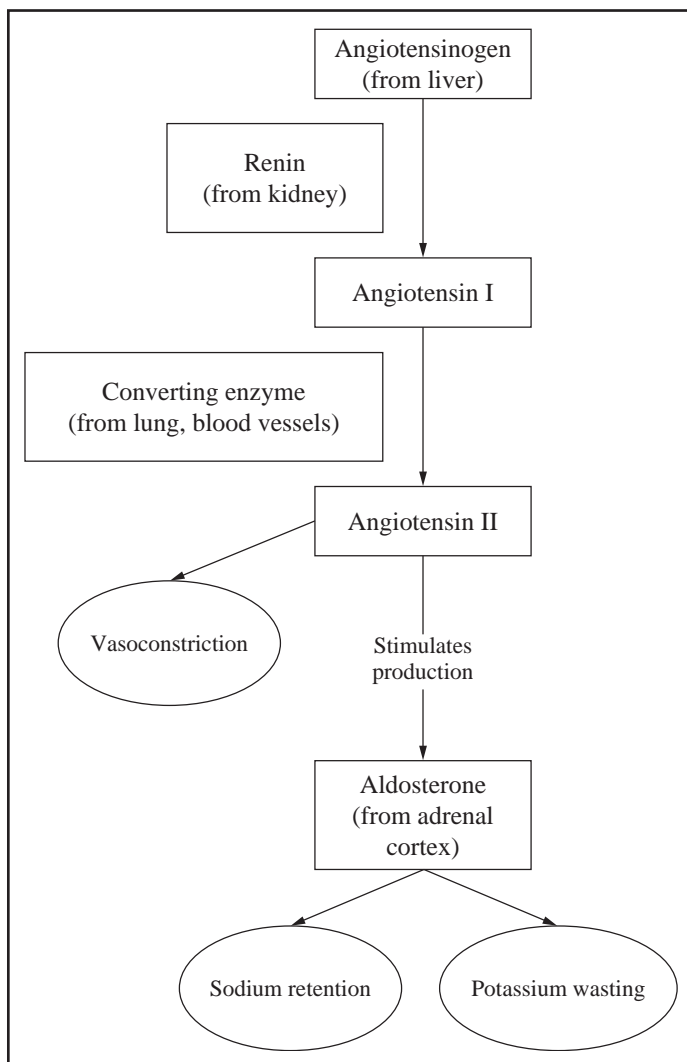 Angiotensinogen
(from liver)
Renin
(from kidney)
Angiotensin I
Converting enzyme
(from lung, blood vessels)
Angiotensin II
Vasoconstriction
Stimulates
production
Aldosterone
(from adrenal
cortex)
Sodium retention
Potassium wasting